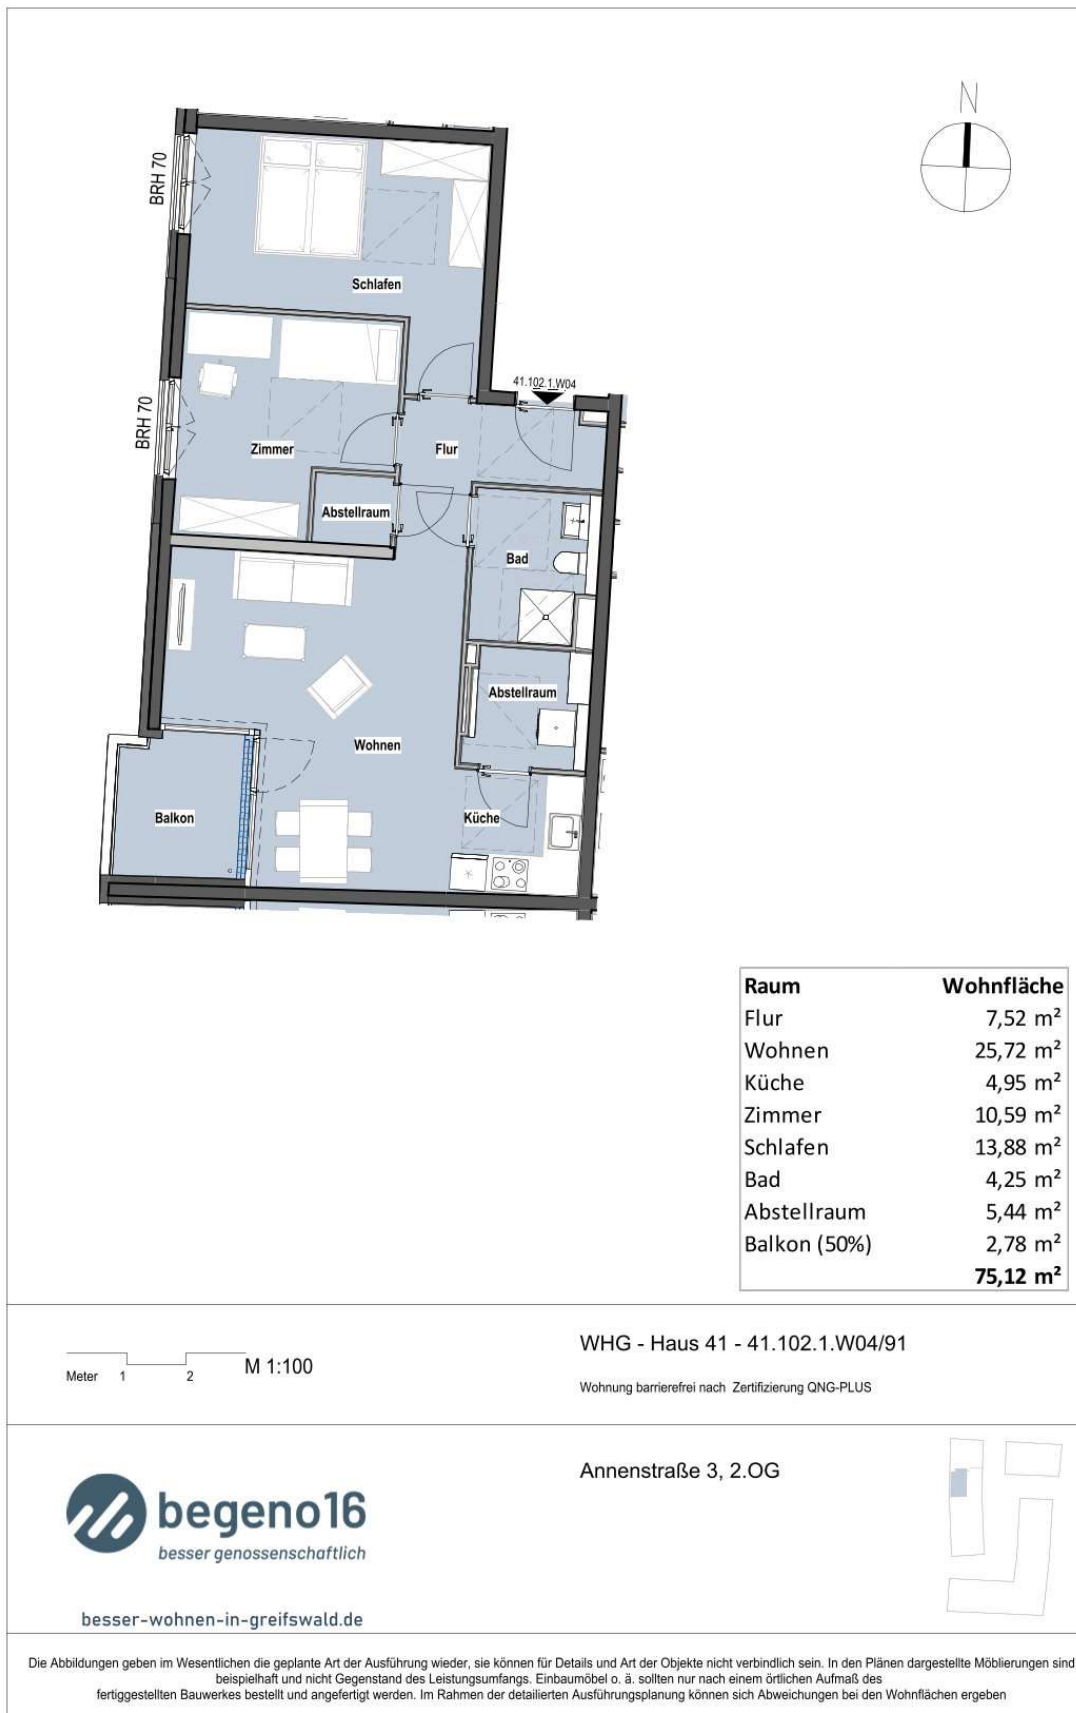 N
BRH 70
Schlafen
41.102.1.W04
BRH 70
Zimmer
Flur
Abstellraum
Bad
Abstellraum
Wohnen
Balkon
Küche
Raum Wohnfläche
Flur 7,52 m²
Wohnen 25,72 m²
Küche 4,95 m²
Zimmer 10,59 m²
Schlafen 13,88 m²
Bad 4,25 m²
Abstellraum 5,44 m²
Balkon (50%) 2,78 m²
75,12 m²
WHG - Haus 41 - 41.102.1.W04/91
Meter 1 2 M 1:100
Wohnung barrierefrei nach Zertifizierung QNG-PLUS
Annenstraße 3, 2.OG
begeno16
besser genossenschaftlich
besser-wohnen-in-greifswald.de
Die Abbildungen geben im Wesentlichen die geplante Art der Ausführung wieder, sie können für Details und Art der Objekte nicht verbindlich sein. In den Plänen dargestellte Möblierungen sind
beispielhaft und nicht Gegenstand des Leistungsumfangs. Einbaumöbel o. ä. sollten nur nach einem örtlichen Aufmaß des
fertiggestellten Bauwerkes bestellt und angefertigt werden. Im Rahmen der detailierten Ausführungsplanung können sich Abweichungen bei den Wohnflächen ergeben